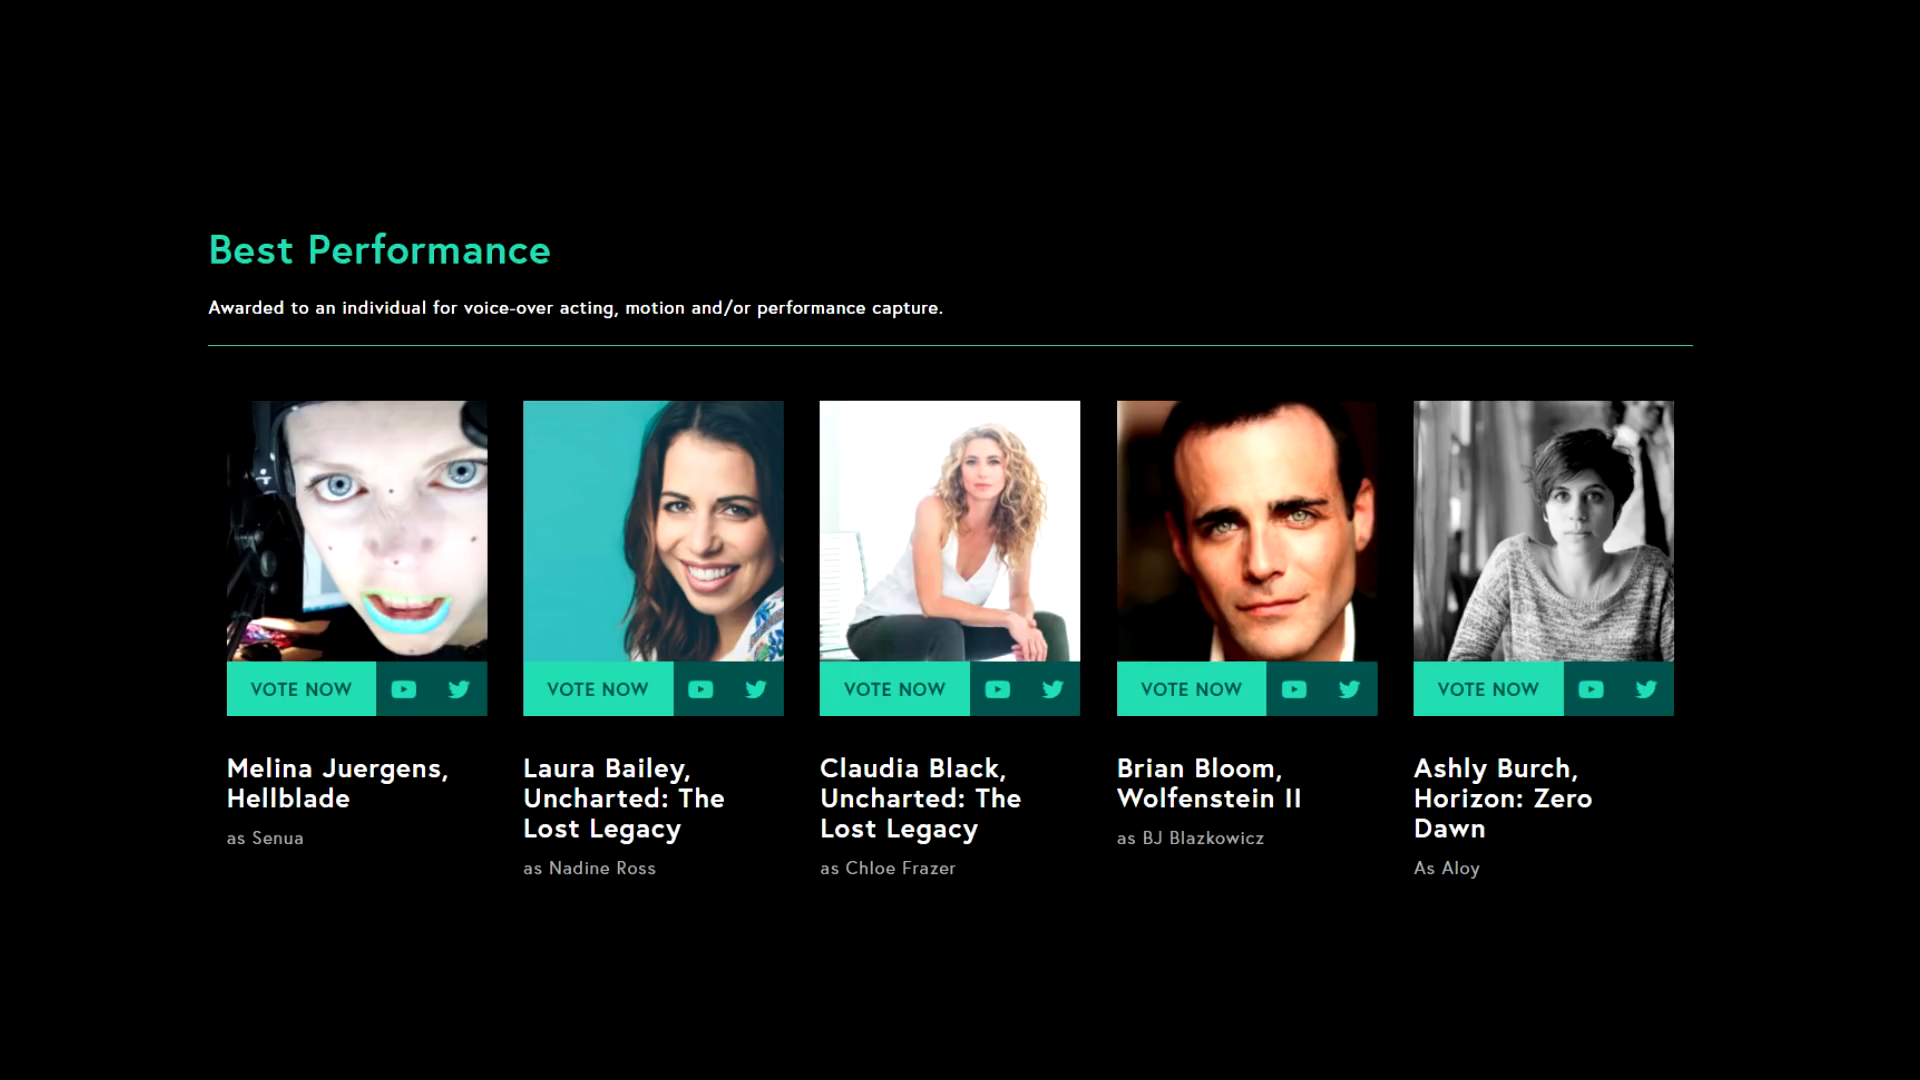 Best Performance
Awarded to an individual for voice-over acting, motion and/or performance capture.
VOTE NOW
VOTE NOW
VOTE NOW
VOTE NOW
VOTE NOW
Melina Juergens,
Hellblade
as Senua
Laura Bailey,
Uncharted: The
Lost Legacy
as Nadine Ross
Claudia Black,
Uncharted: The
Lost Legacy
as Chloe Frazer
Brian Bloom,
Wolfenstein II
as BJ Blazkowicz
Ashly Burch,
Horizon: Zero
Dawn
As Aloy